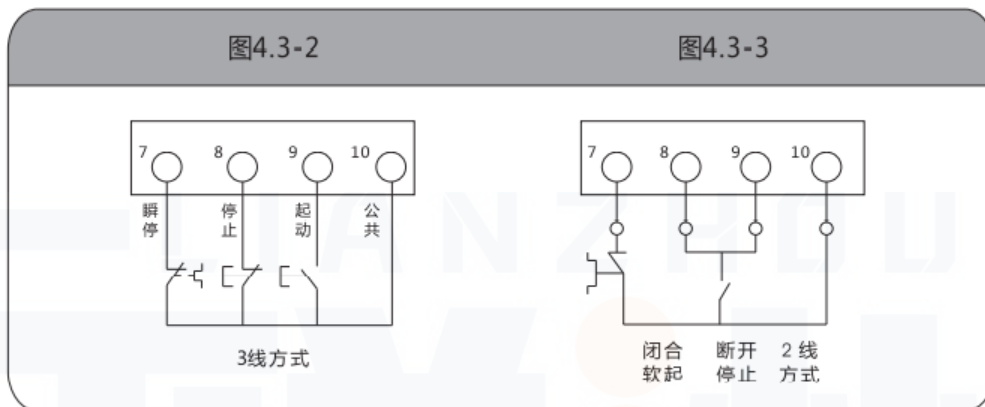 图4.3-2
图4.3-3
7 8 9 10
瞬停 停止 起动 公共
3线方式
7 8 9 10
闭合 断开 2线
软起 停止 方式
LIANZHOU